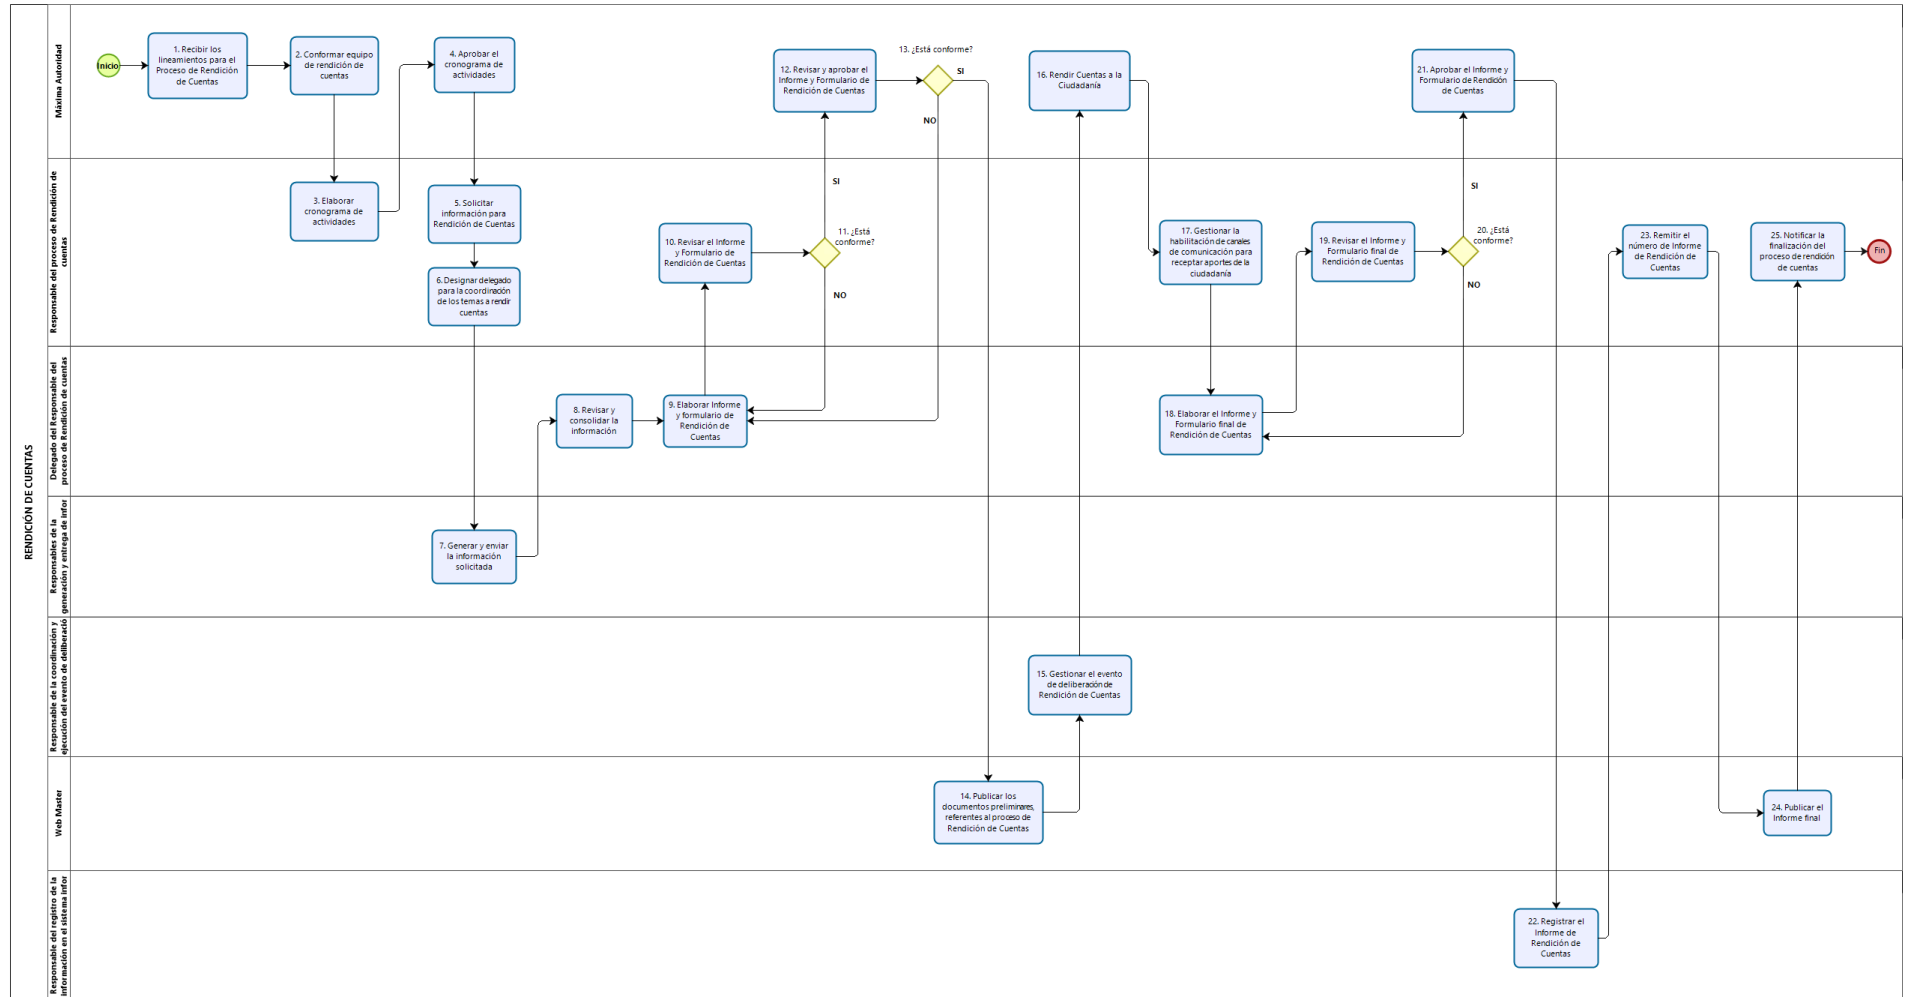 RENDICIÓN DE CUENTAS
Máxima Autoridad
Inicio
1. Recibir los
lineamientos para el
Proceso de Rendición
de Cuentas
2. Conformar equipo
de rendición de
cuentas
4. Aprobar el
cronograma de
actividades
12. Revisar y aprobar el
Informe y Formulario de
Rendición de Cuentas
13. ¿Está conforme?
SI
NO
16. Rendir Cuentas a la
Ciudadanía
21. Aprobar el Informe y
Formulario de Rendición
de Cuentas
Responsable del proceso de Rendición de
cuentas
3. Elaborar
cronograma de
actividades
5. Solicitar
información para
Rendición de Cuentas
6. Designar delegado
para la coordinación
de los temas a rendir
cuentas
10. Revisar el Informe
y Formulario de
Rendición de Cuentas
SI
11. ¿Está
conforme?
NO
17. Gestionar la
habilitación de canales
de comunicación para
receptar aportes de la
ciudadanía
19. Revisar el Informe y
Formulario final de
Rendición de Cuentas
SI
20. ¿Está
conforme?
NO
23. Remitir el
número de Informe
de Rendición de
Cuentas
25. Notificar la
finalización del
proceso de rendición
de cuentas
Fin
Delegado del Responsable del
proceso de Rendición de cuentas
8. Revisar y
consolidar la
información
9. Elaborar Informe
y formulario de
Rendición de
Cuentas
18. Elaborar el Informe y
Formulario final de
Rendición de Cuentas
Responsables de la
generación y entrega de infor
7. Generar y enviar
la información
solicitada
Responsable de la coordinación y
ejecución del evento de deliberació
15. Gestionar el evento
de deliberación de
Rendición de Cuentas
Web Master
14. Publicar los
documentos preliminares,
referentes al proceso de
Rendición de Cuentas
24. Publicar el
Informe final
Responsable del registro de la
información en el sistema infor
22. Registrar el
Informe de
Rendición de
Cuentas